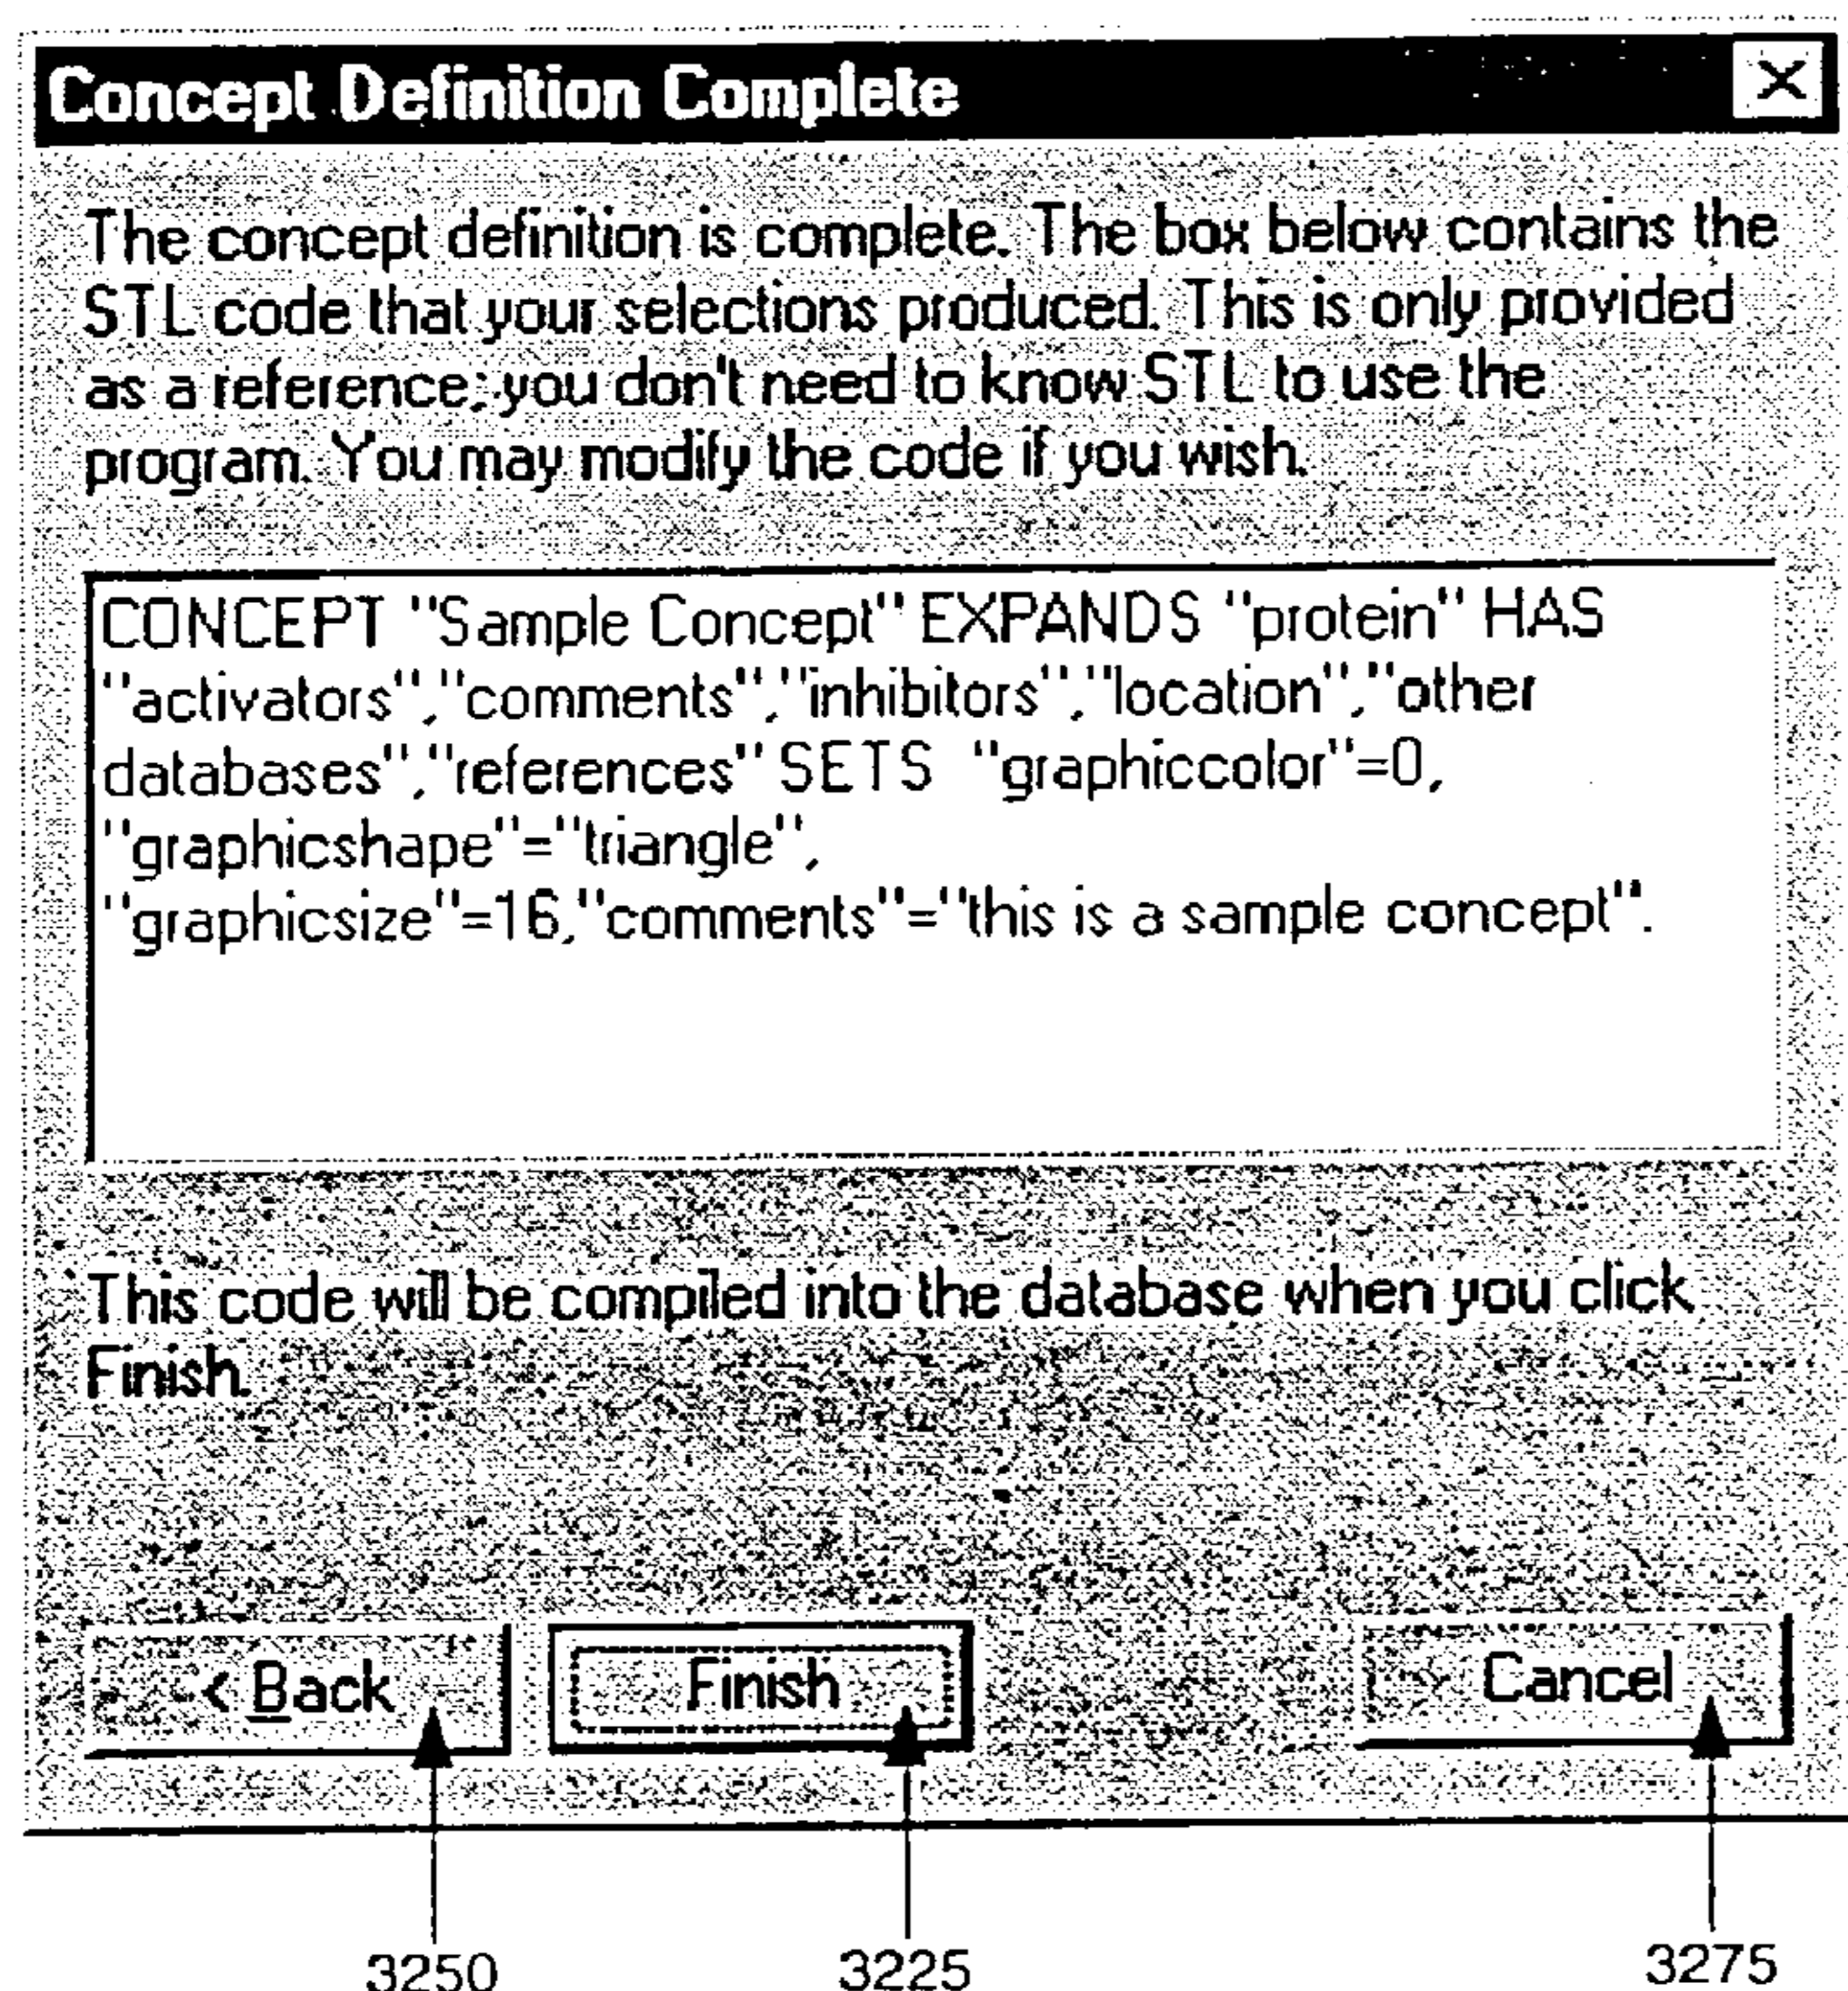 Concept Definition Complete
The concept definition is complete. The box below contains the
STL code that your selections produced. This is only provided
as a reference; you don't need to know STL to use the
program. You may modify the code if you wish.
CONCEPT "Sample Concept" EXPANDS "protein" HAS
"activators","comments","inhibitors","location","other
databases","references" SETS "graphiccolor"=0,
"graphicshape"="triangle",
"graphicsize"=16,"comments"="this is a sample concept".
This code will be compiled into the database when you click
Finish.
< Back Finish Cancel
3250 3225 3275